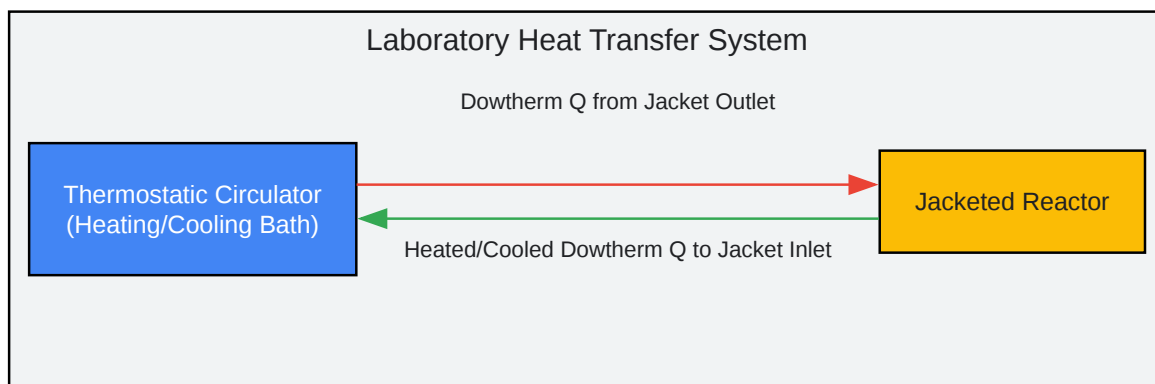 Laboratory Heat Transfer System
Dowtherm Q from Jacket Outlet
Thermostatic Circulator
(Heating/Cooling Bath)
Jacketed Reactor
Heated/Cooled Dowtherm Q to Jacket Inlet